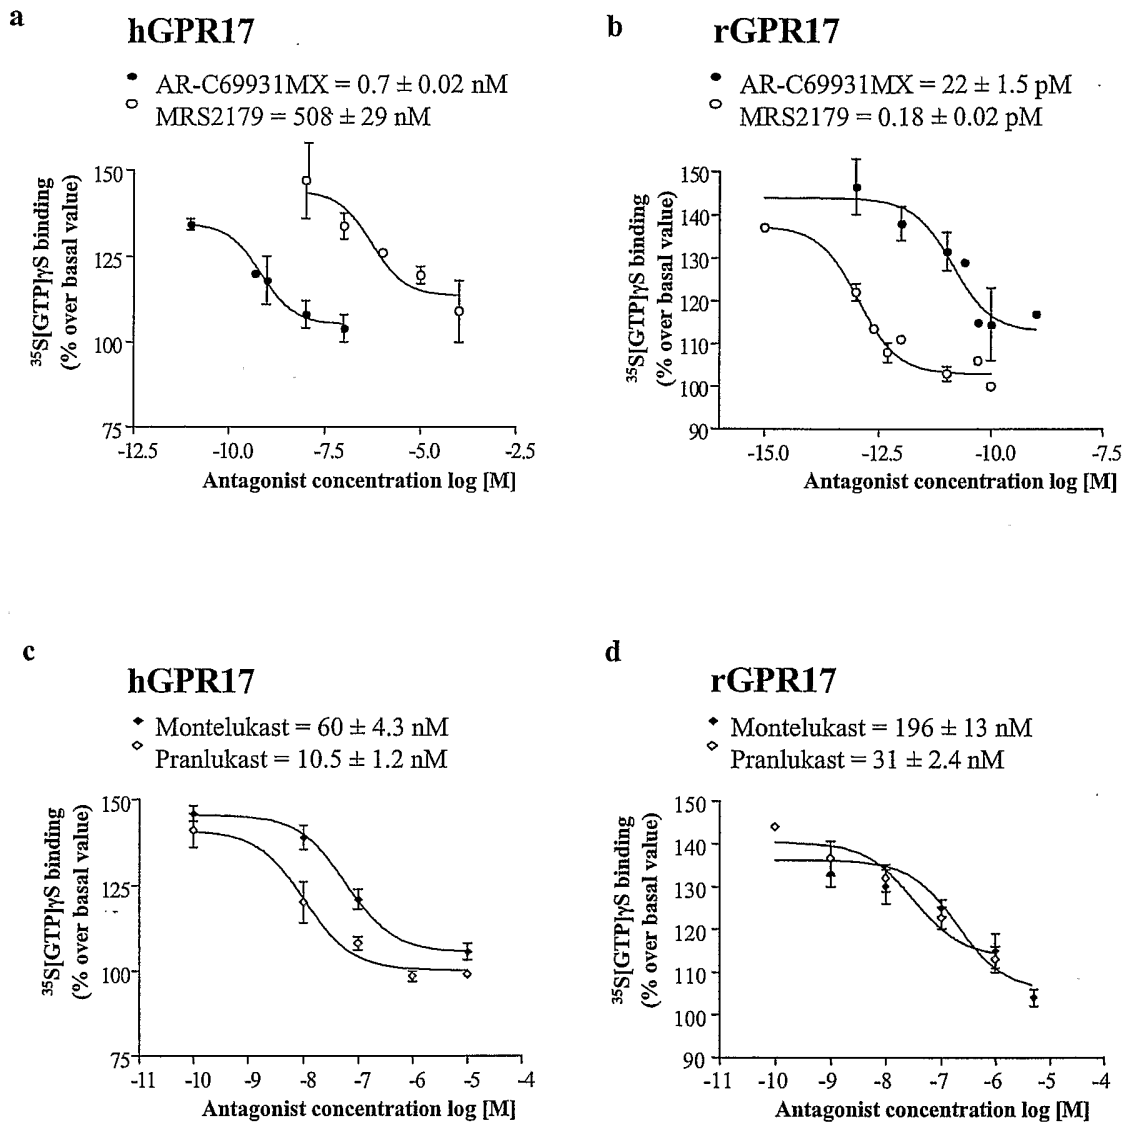 a
hGPR17
AR-C69931MX = 0.7 ± 0.02 nM
MRS2179 = 508 ± 29 nM
³⁵S[GTP]γS binding
(% over basal value)
150
125
100
75
-12.5 -10.0 -7.5 -5.0 -2.5
Antagonist concentration log [M]
b
rGPR17
AR-C69931MX = 22 ± 1.5 pM
MRS2179 = 0.18 ± 0.02 pM
³⁵S[GTP]γS binding
(% over basal value)
150
140
130
120
110
100
90
-15.0 -12.5 -10.0 -7.5
Antagonist concentration log [M]
c
hGPR17
Montelukast = 60 ± 4.3 nM
Pranlukast = 10.5 ± 1.2 nM
³⁵S[GTP]γS binding
(% over basal value)
150
125
100
75
-11 -10 -9 -8 -7 -6 -5 -4
Antagonist concentration log [M]
d
rGPR17
Montelukast = 196 ± 13 nM
Pranlukast = 31 ± 2.4 nM
³⁵S[GTP]γS binding
(% over basal value)
150
140
130
120
110
100
90
-11 -10 -9 -8 -7 -6 -5 -4
Antagonist concentration log [M]